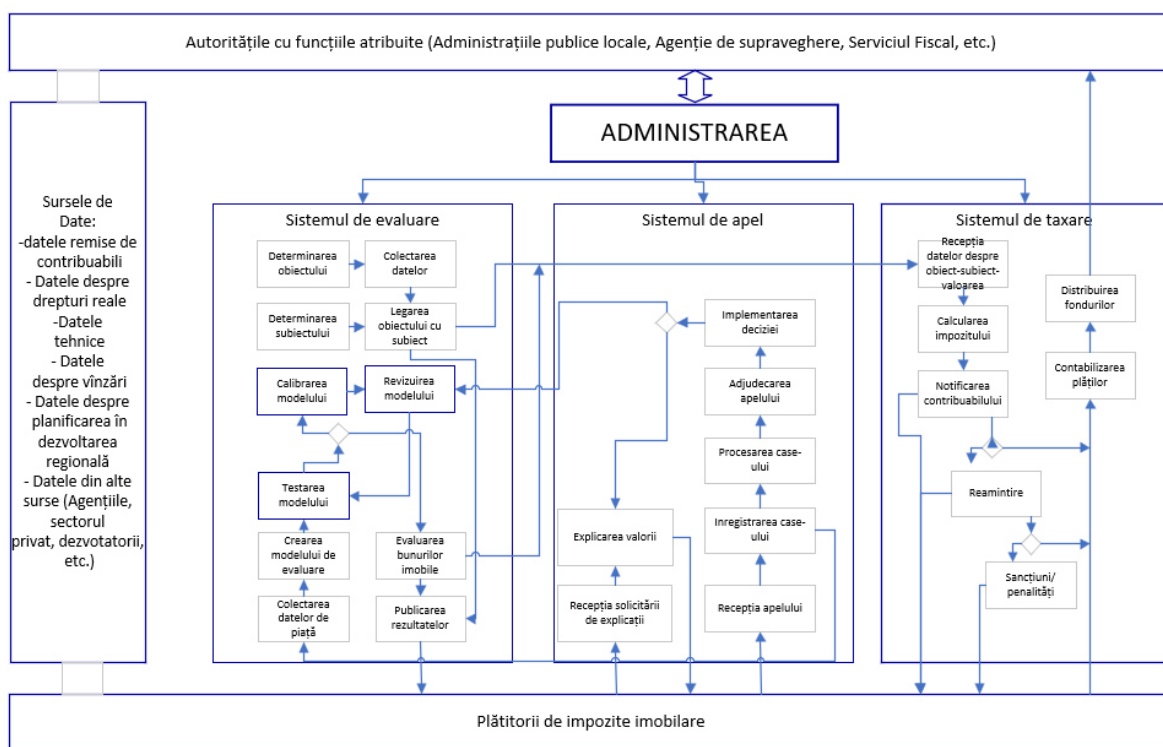 Autoritățile cu funcțiile atribuite (Administrațiile publice locale, Agenție de supraveghere, Serviciul Fiscal, etc.)
ADMINISTRAREA
Sursele de
Date:
-datele remise de
contribuabili
- Datele despre
drepturi reale
-Datele
tehnice
- Datele
despre vînzări
- Datele despre
planificarea în
dezvoltarea
regională
- Datele din alte
surse (Agențiile,
sectorul
privat, dezvotatorii,
etc.)
Sistemul de evaluare
Determinarea
obiectului
Colectarea
datelor
Determinarea
subiectului
Legarea
obiectului cu
subiect
Calibrarea
modelului
Revizuirea
modelului
Testarea
modelului
Crearea
modelului de
evaluare
Evaluarea
bunurilor
imobile
Colectarea
datelor de
piață
Publicarea
rezultatelor
Sistemul de apel
Implementarea
deciziei
Adjudecarea
apelului
Procesarea case-
ului
Explicarea valorii
Inregistrarea case-
ului
Recepția solicitării
de explicații
Recepția apelului
Sistemul de taxare
Recepția
datelor despre
obiect-subiect-
valoarea
Distribuirea
fondurilor
Calcularea
impozitului
Contabilizarea
plăților
Notificarea
contribuabilului
Reamintire
Sancțiuni/
penalități
Plătitorii de impozite imobilare